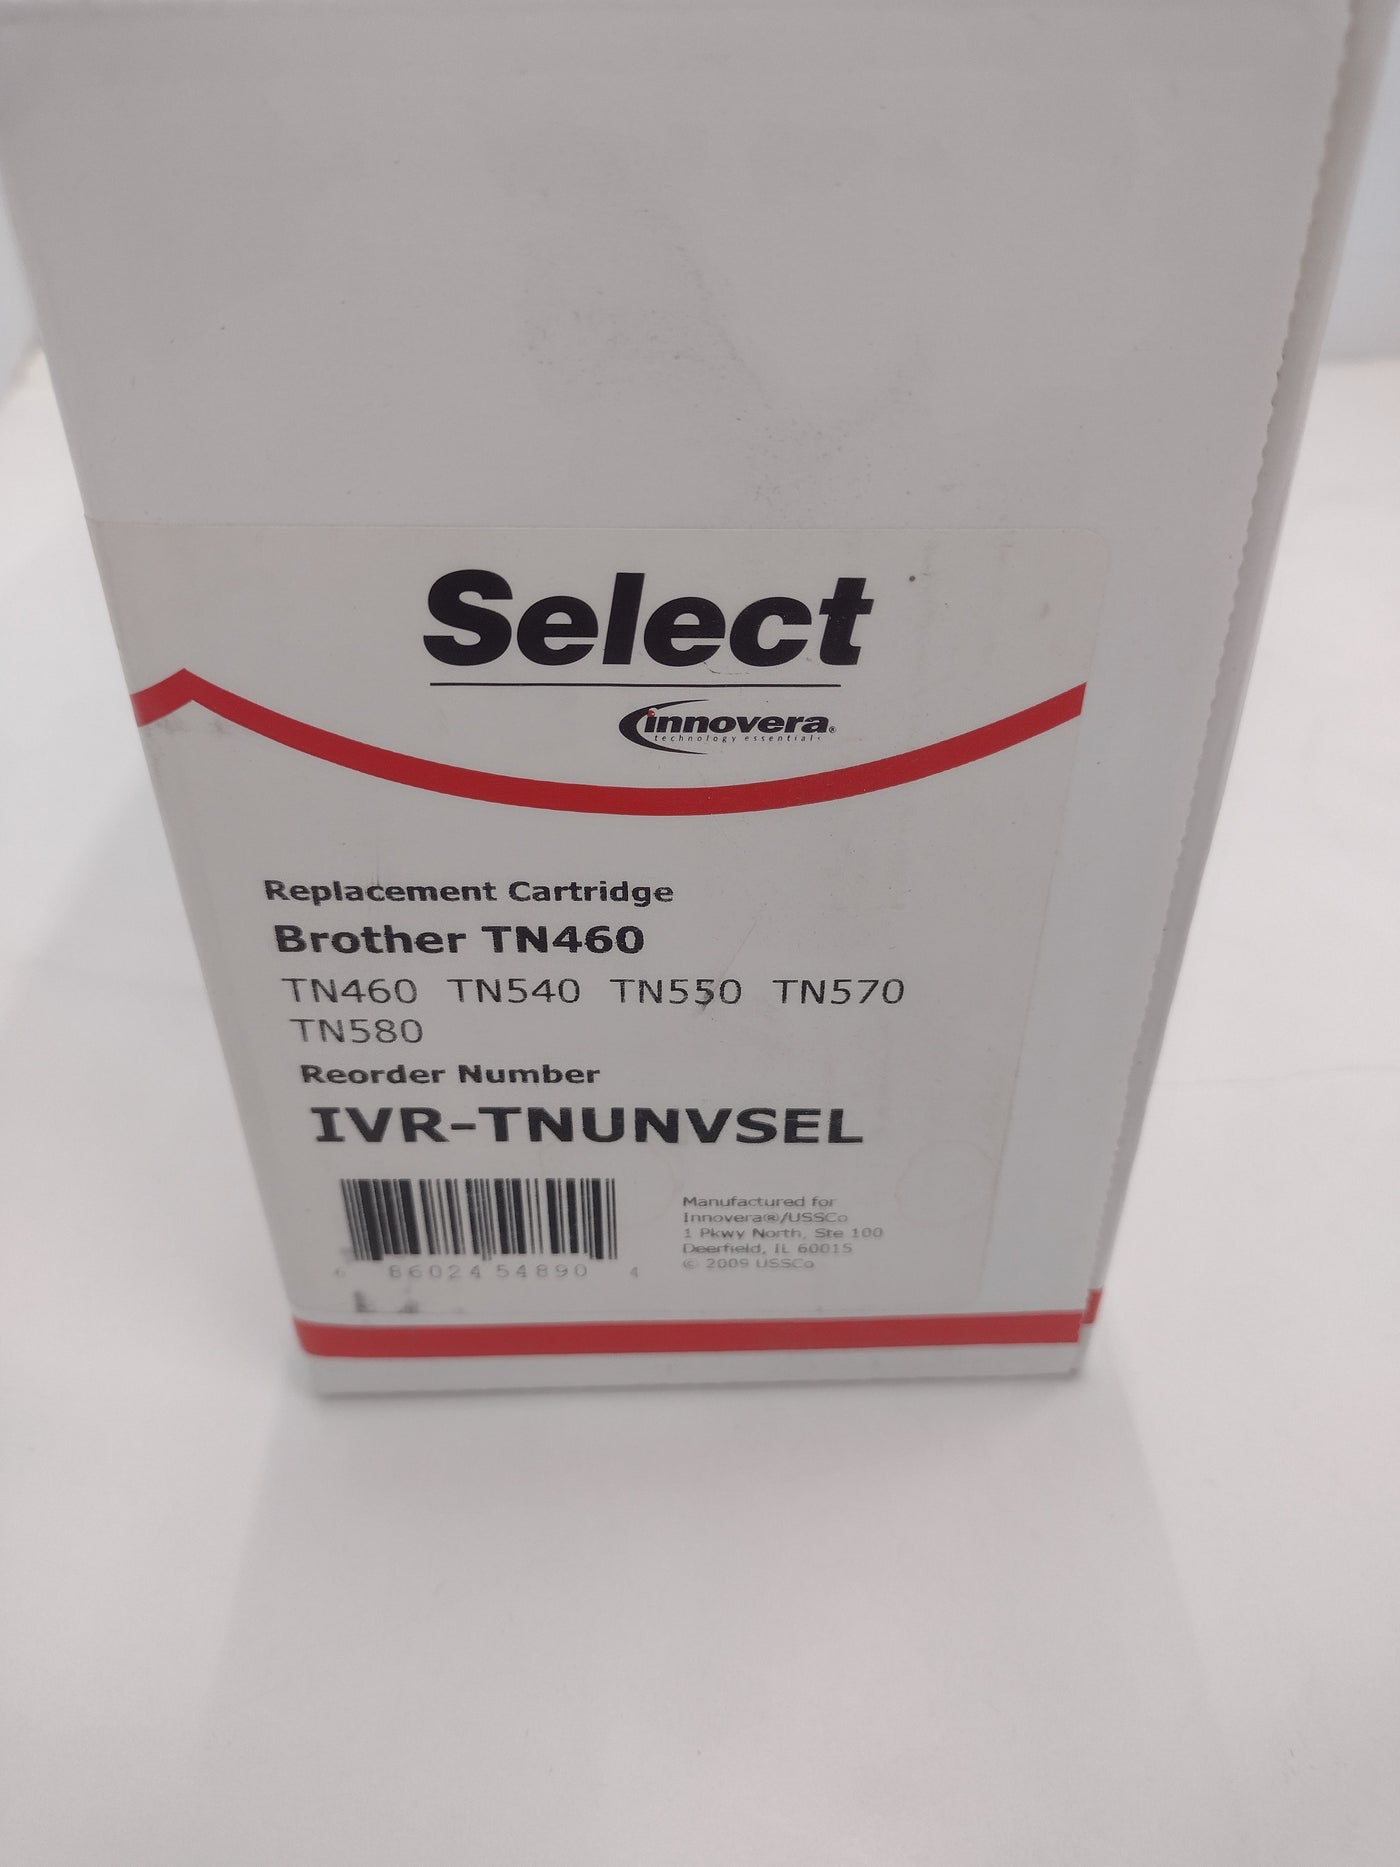 Select
innovera®
technology essentials
Replacement Cartridge
Brother TN460
TN460 TN540 TN550 TN570
TN580
Reorder Number
IVR-TNUNVSEL
6 86024 54890 4
Manufactured for
Innovera®/USSCo
1 Pkwy North, Ste 100
Deerfield, IL 60015
© 2009 USSCo